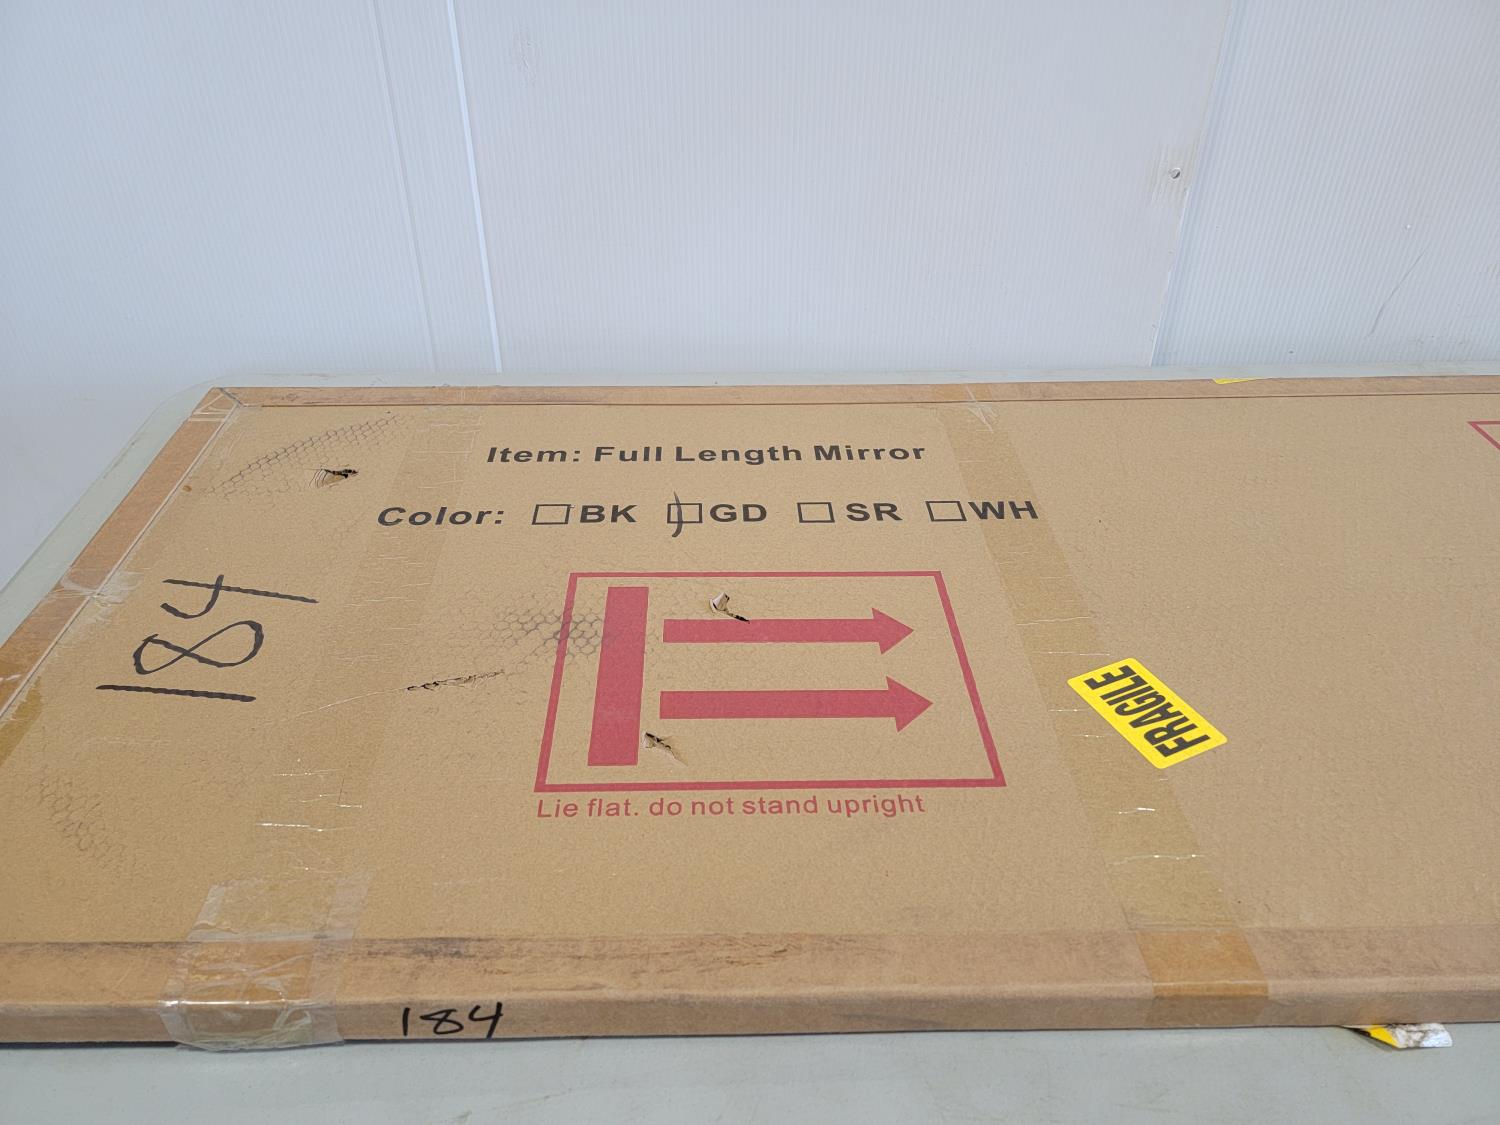 Item: Full Length Mirror
Color: ☐ BK ☐ GD ☐ SR ☐ WH
184
FRAGILE
Lie flat. do not stand upright
184